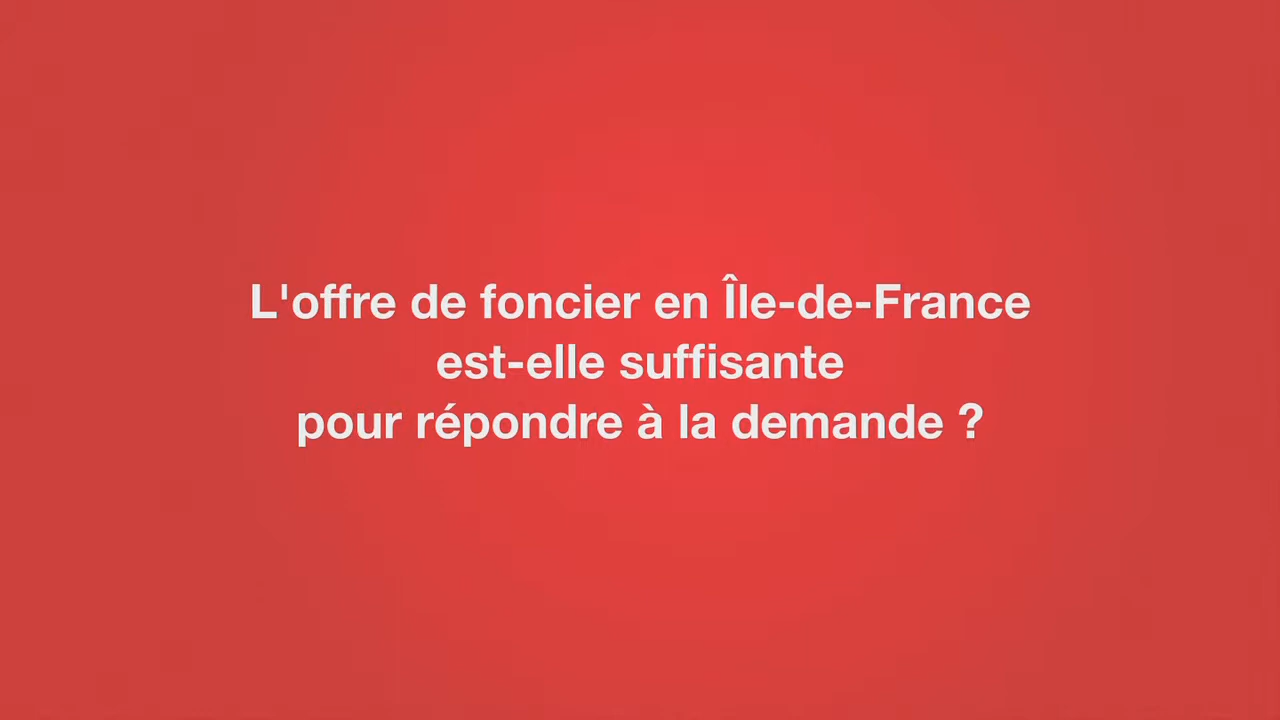 L'offre de foncier en Île-de-France
est-elle suffisante
pour répondre à la demande ?